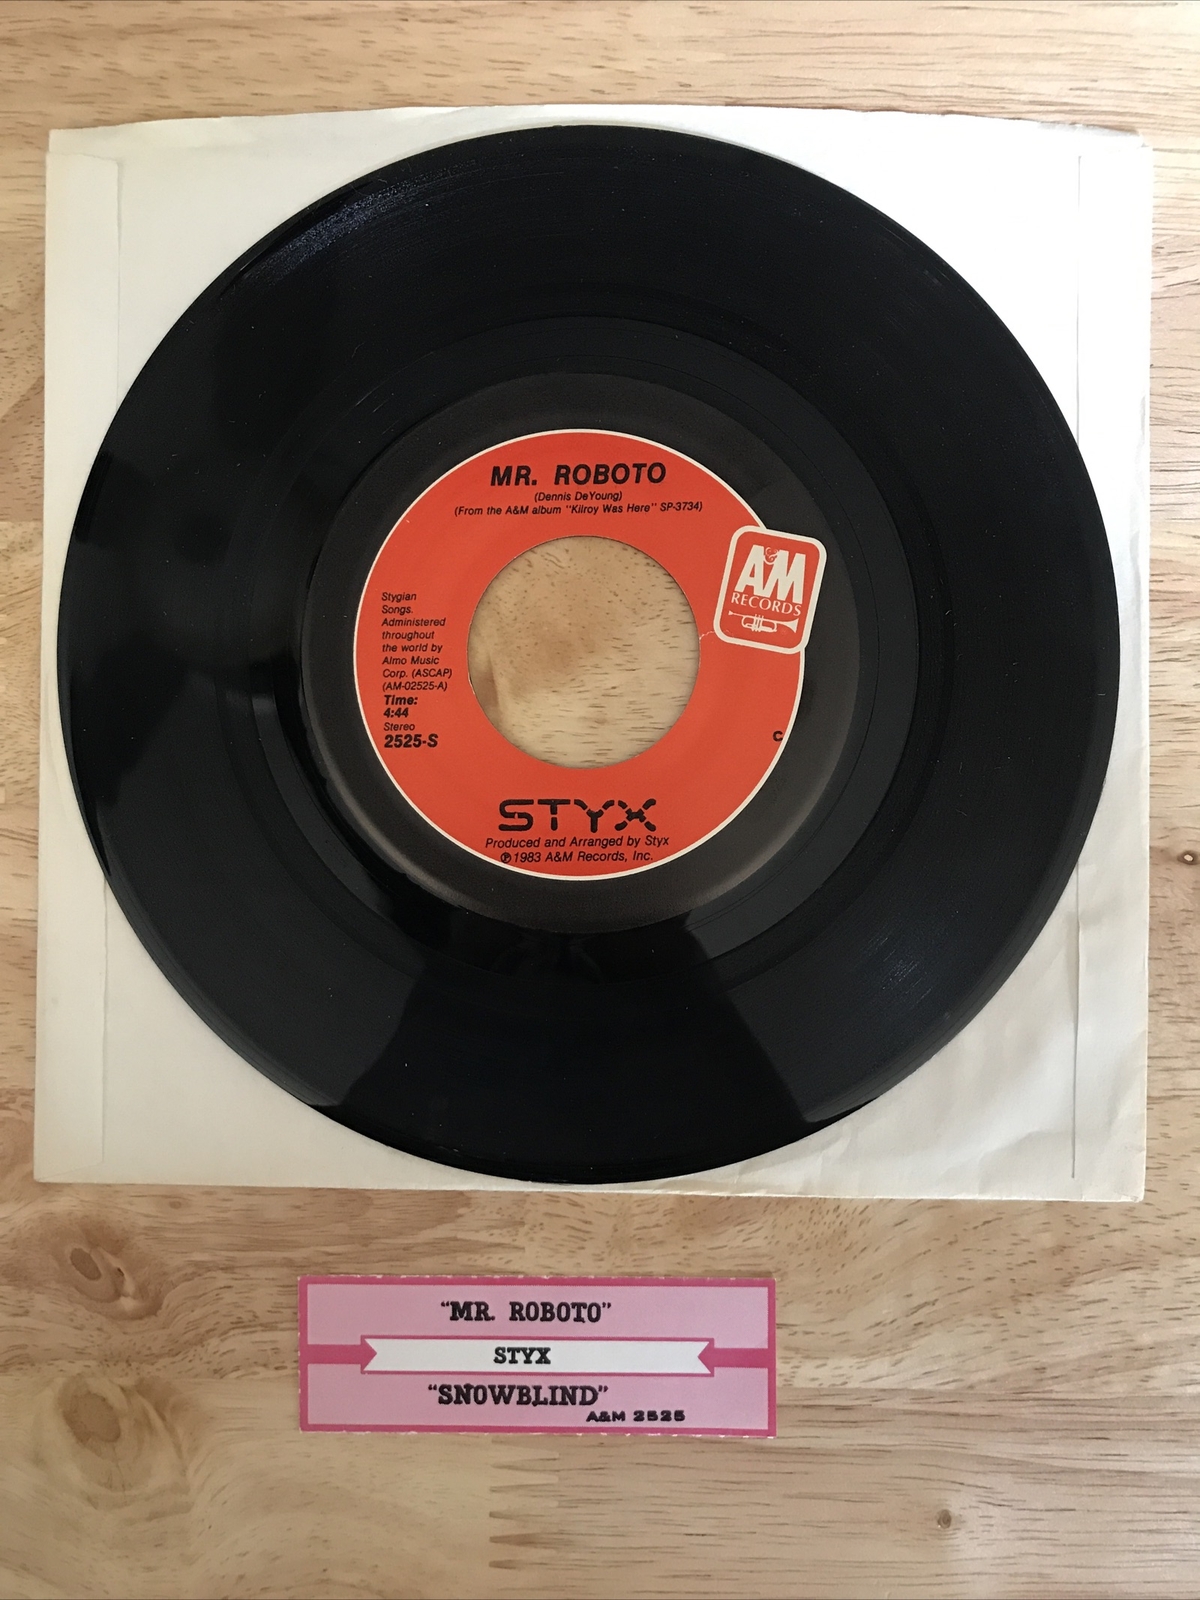 MR. ROBOTO
(Dennis DeYoung)
(From the A&M album "Kilroy Was Here" SP-3734)
A&M
RECORDS
Stygian
Songs.
Administered
throughout
the world by
Almo Music
Corp. (ASCAP)
(AM-02525-A)
Time:
4:44
Stereo
2525-S
C
STYX
Produced and Arranged by Styx
℗1983 A&M Records, Inc.
"MR. ROBOTO"
STYX
"SNOWBLIND"
A&M 2525